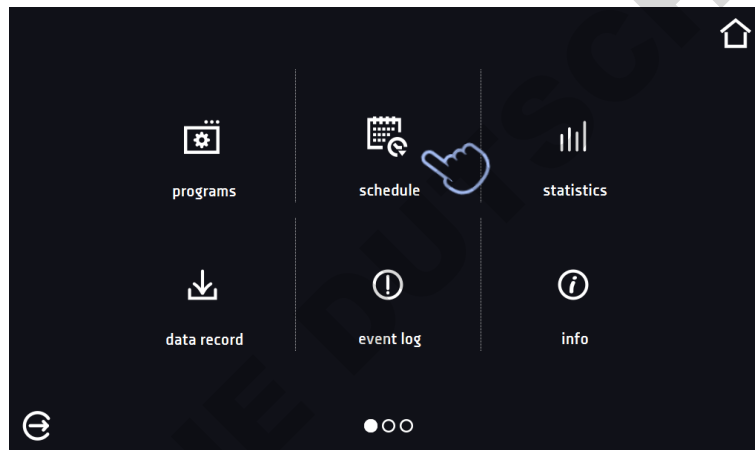 programs
schedule
statistics
data record
event log
info